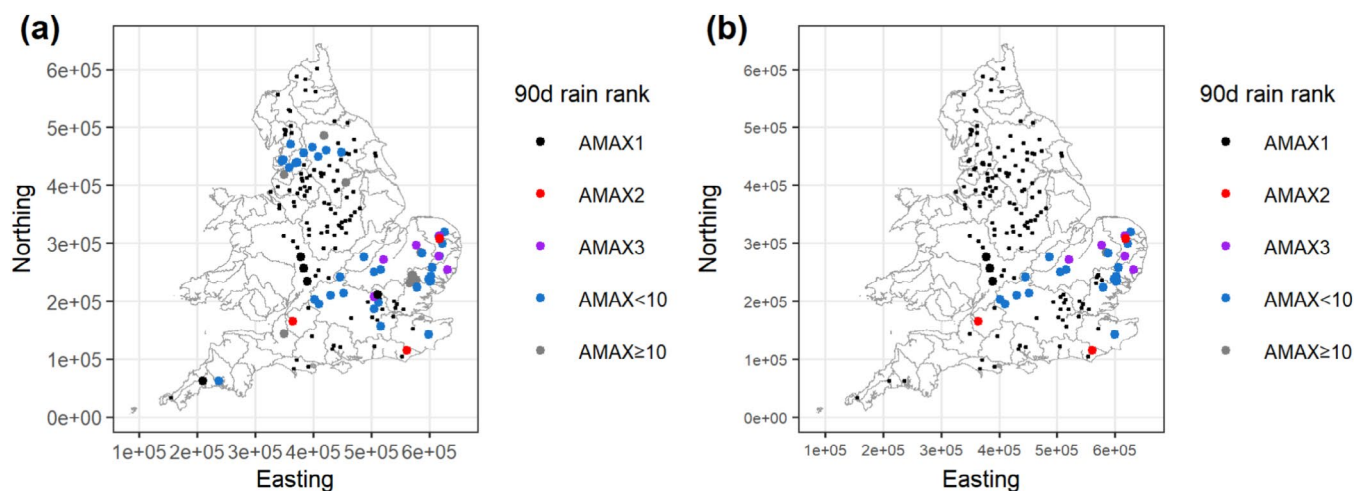 (a)
90d rain rank
AMAX1
AMAX2
AMAX3
AMAX<10
AMAX≥10
Northing
6e+05
5e+05
4e+05
3e+05
2e+05
1e+05
0e+00
1e+05 2e+05 3e+05 4e+05 5e+05 6e+05
Easting
(b)
90d rain rank
AMAX1
AMAX2
AMAX3
AMAX<10
AMAX≥10
Northing
6e+05
5e+05
4e+05
3e+05
2e+05
1e+05
0e+00
1e+05 2e+05 3e+05 4e+05 5e+05 6e+05
Easting